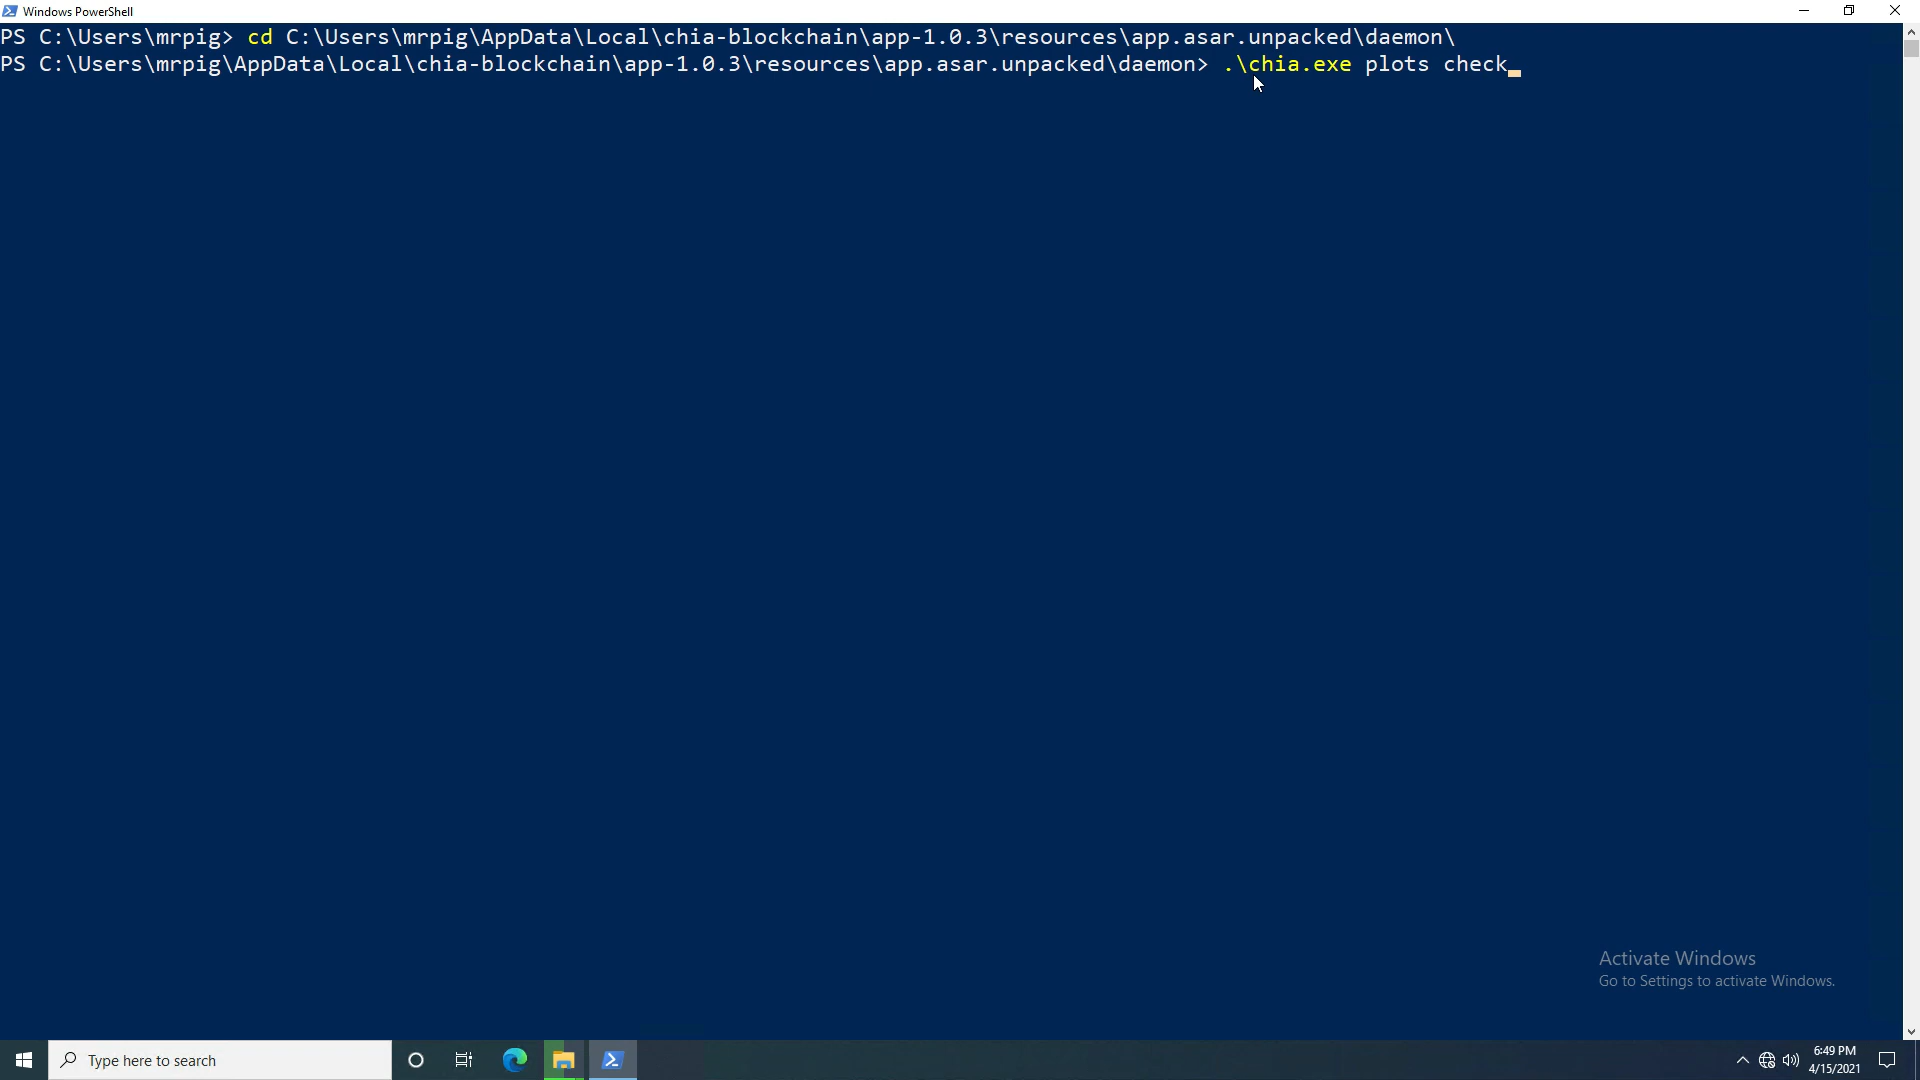 Windows PowerShell
PS C:\Users\mrpig> cd C:\Users\mrpig\AppData\Local\chia-blockchain\app-1.0.3\resources\app.asar.unpacked\daemon\
PS C:\Users\mrpig\AppData\Local\chia-blockchain\app-1.0.3\resources\app.asar.unpacked\daemon> .\chia.exe plots check
Activate Windows
Go to Settings to activate Windows.
Type here to search
6:49 PM
4/15/2021